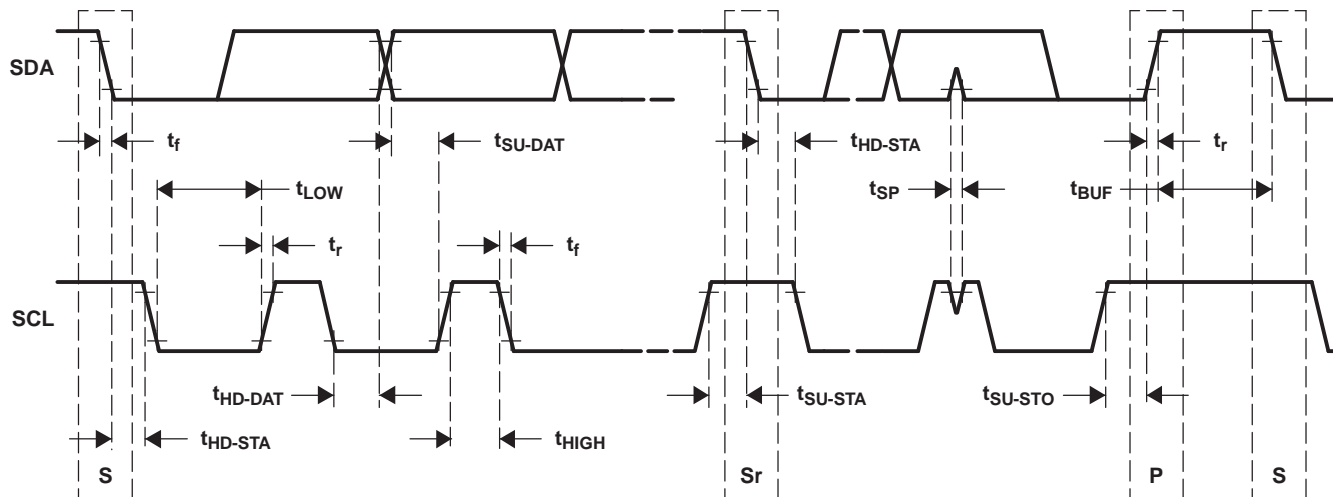 SDA
t_f
t_SU-DAT
t_HD-STA
t_r
t_LOW
t_SP
t_BUF
t_r
t_f
SCL
t_HD-DAT
t_SU-STA
t_SU-STO
t_HD-STA
t_HIGH
S
Sr
P
S